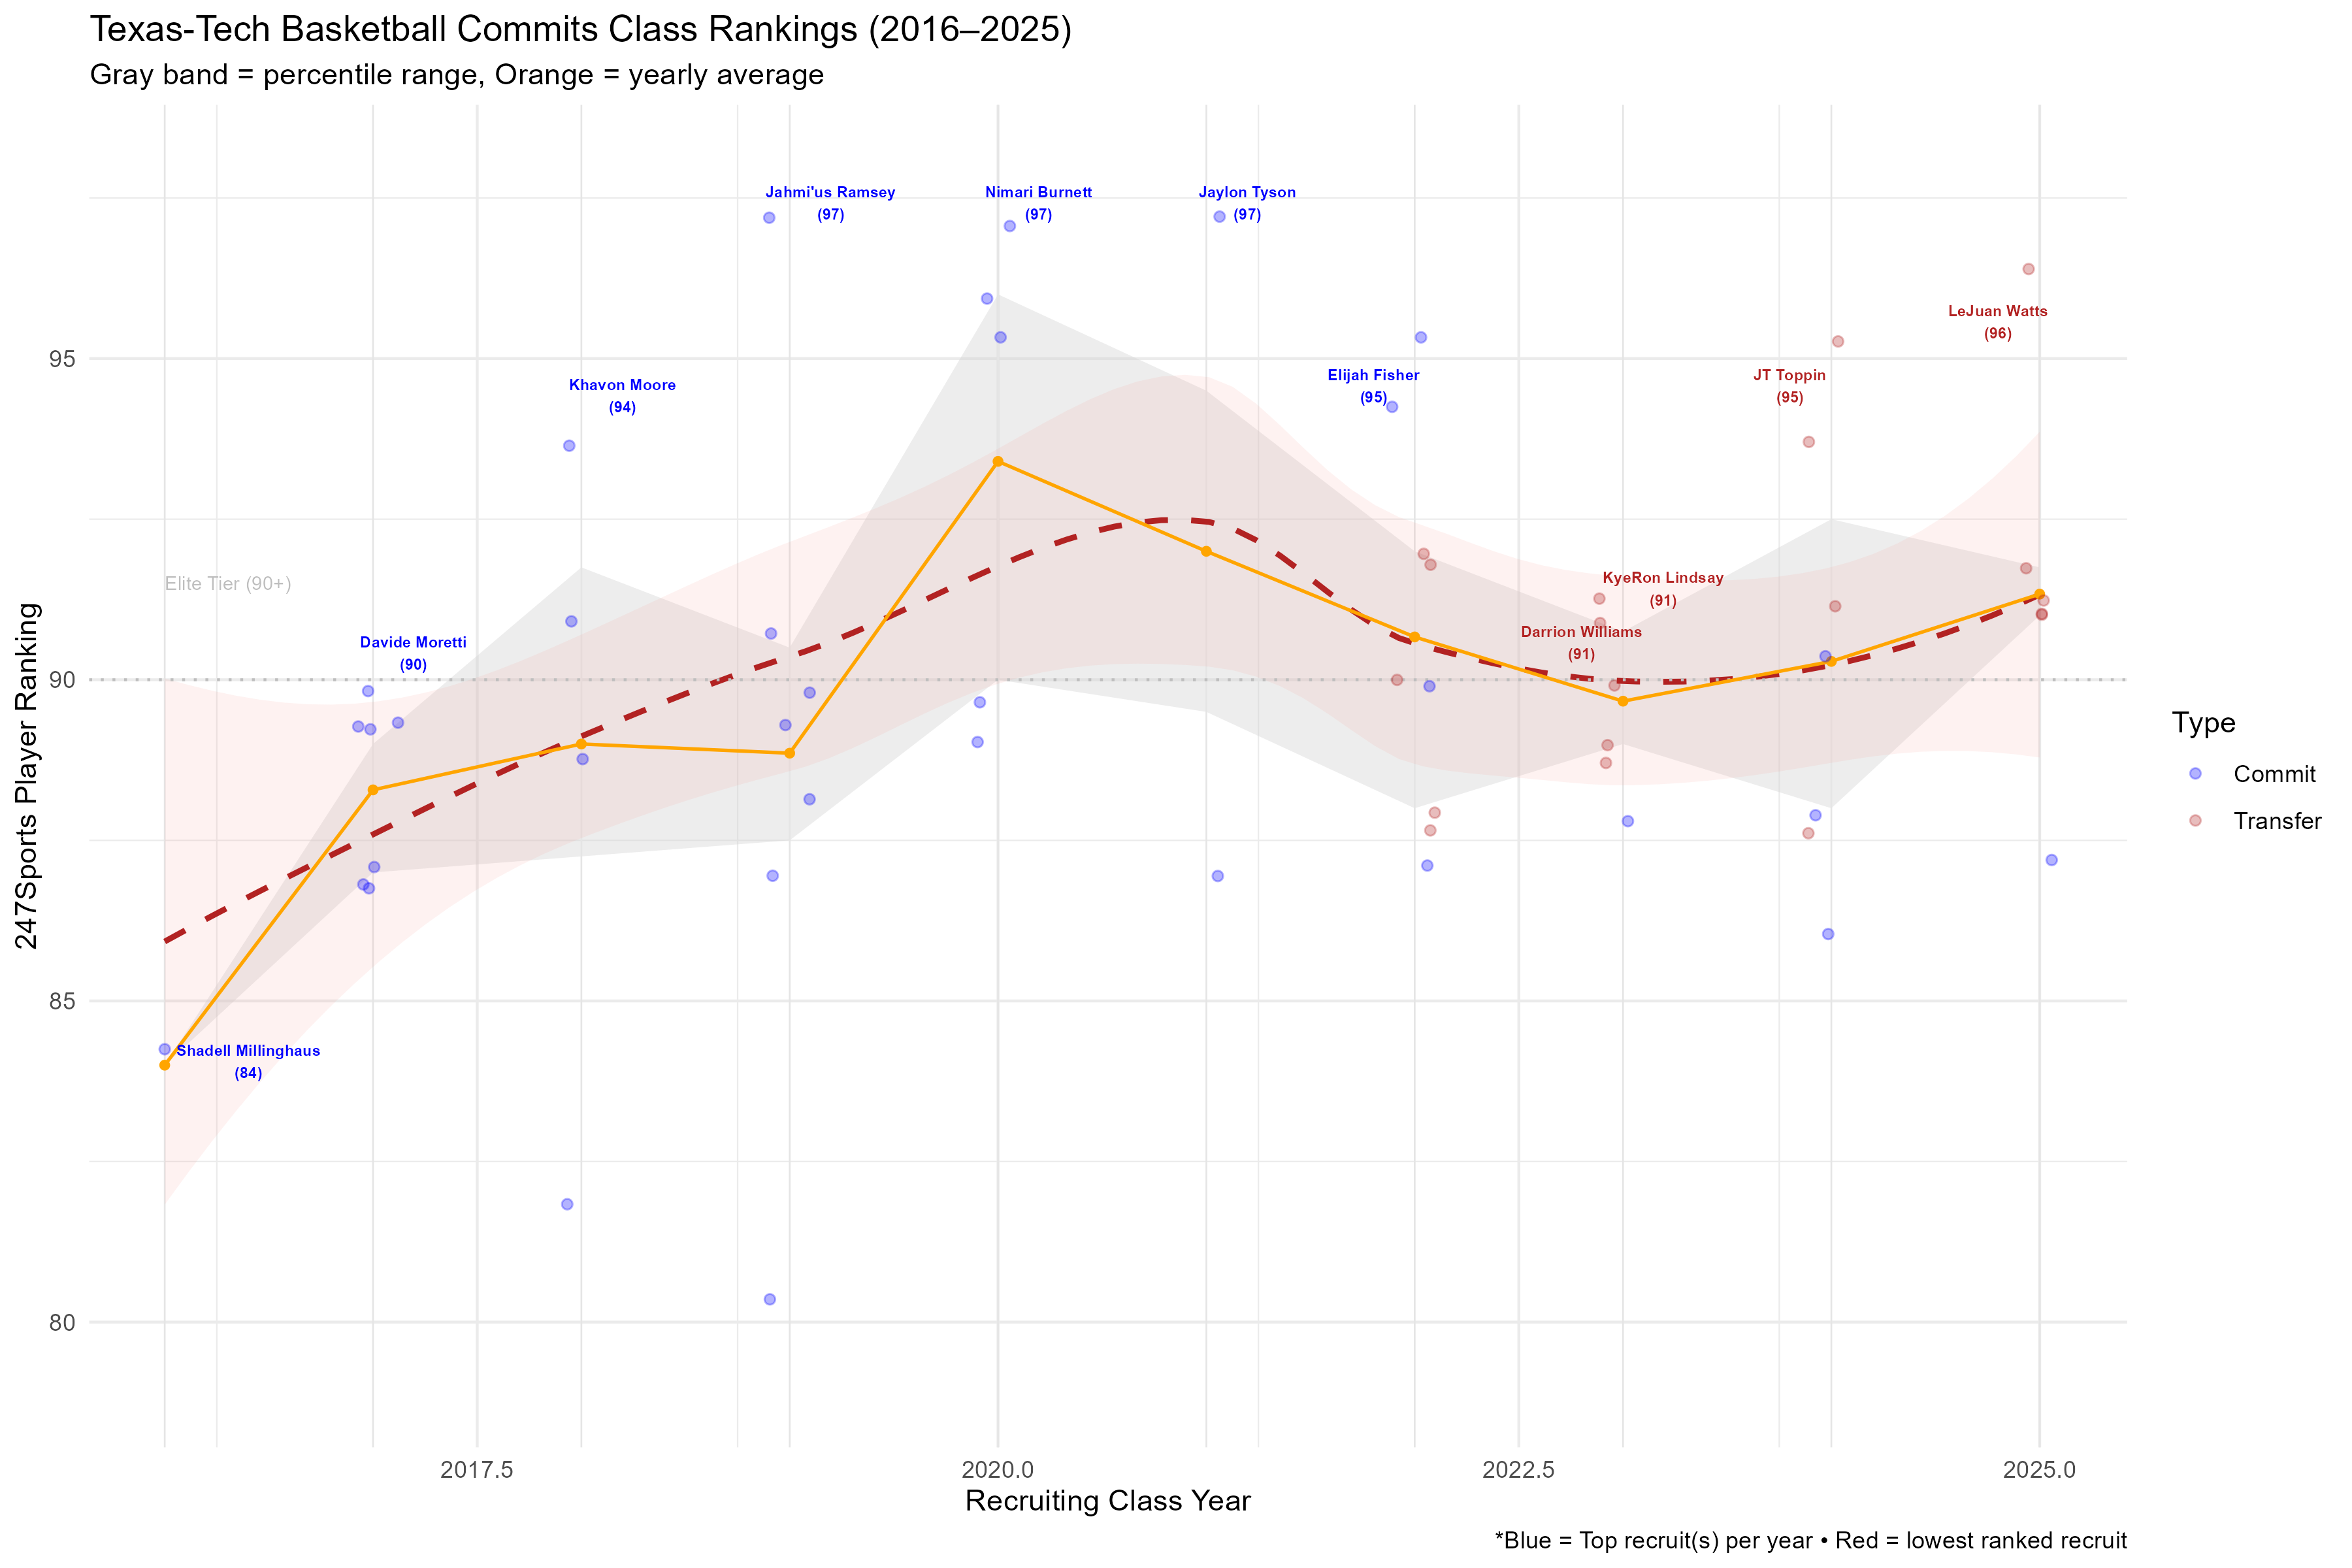 Texas-Tech Basketball Commits Class Rankings (2016–2025)
Gray band = percentile range, Orange = yearly average
Jahmi'us Ramsey
(97)
Nimari Burnett
(97)
Jaylon Tyson
(97)
LeJuan Watts
(96)
95
Khavon Moore
(94)
Elijah Fisher
(95)
JT Toppin
(95)
Elite Tier (90+)
KyeRon Lindsay
(91)
Davide Moretti
(90)
Darrion Williams
(91)
90
247Sports Player Ranking
Type
Commit
Transfer
85
Shadell Millinghaus
(84)
80
2017.5
2020.0
2022.5
2025.0
Recruiting Class Year
*Blue = Top recruit(s) per year • Red = lowest ranked recruit